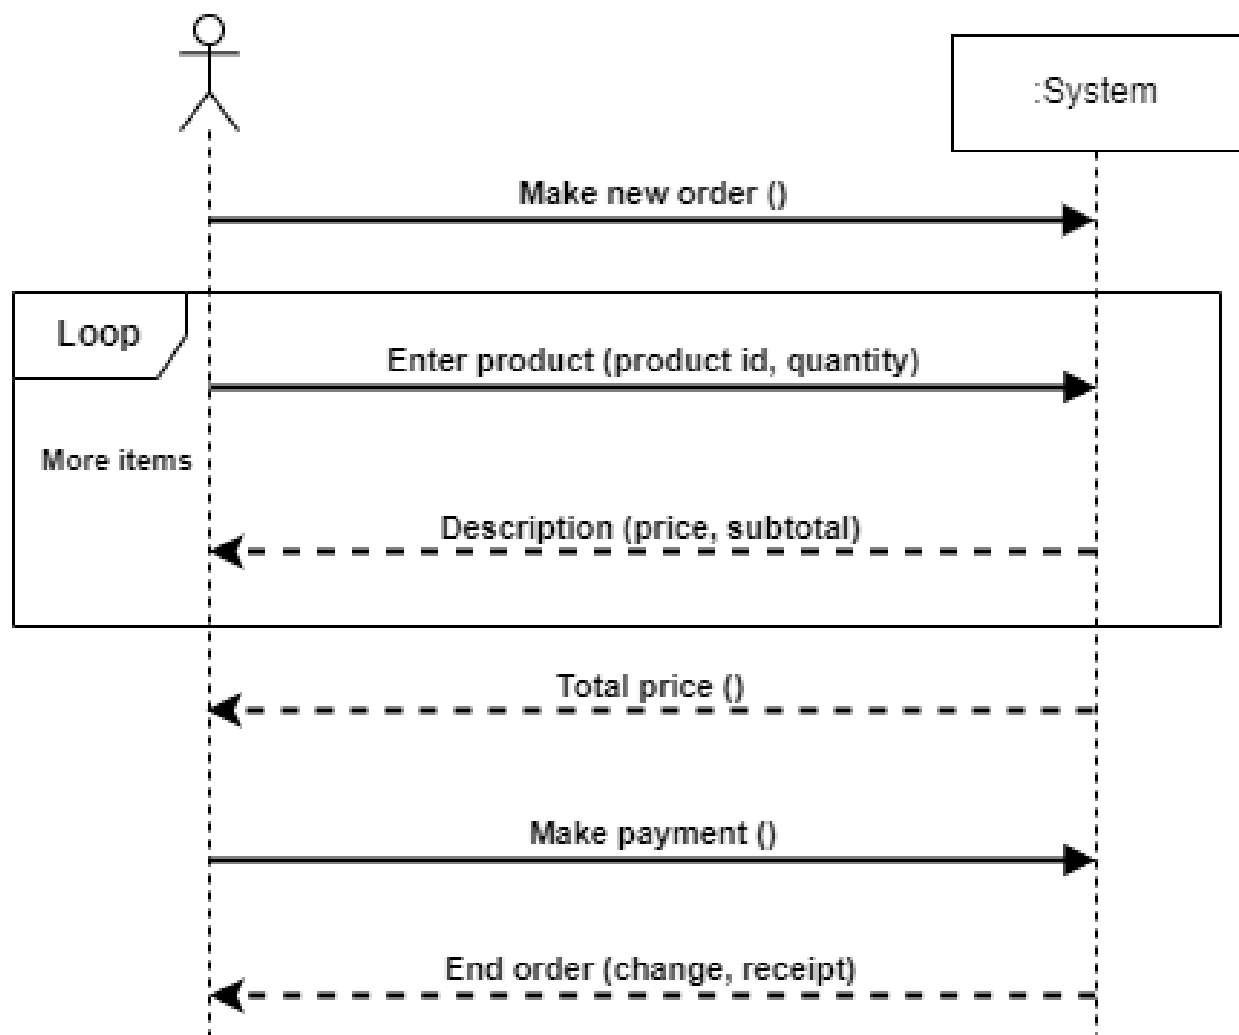 :System
Make new order ()
Loop
Enter product (product id, quantity)
More items
Description (price, subtotal)
Total price ()
Make payment ()
End order (change, receipt)